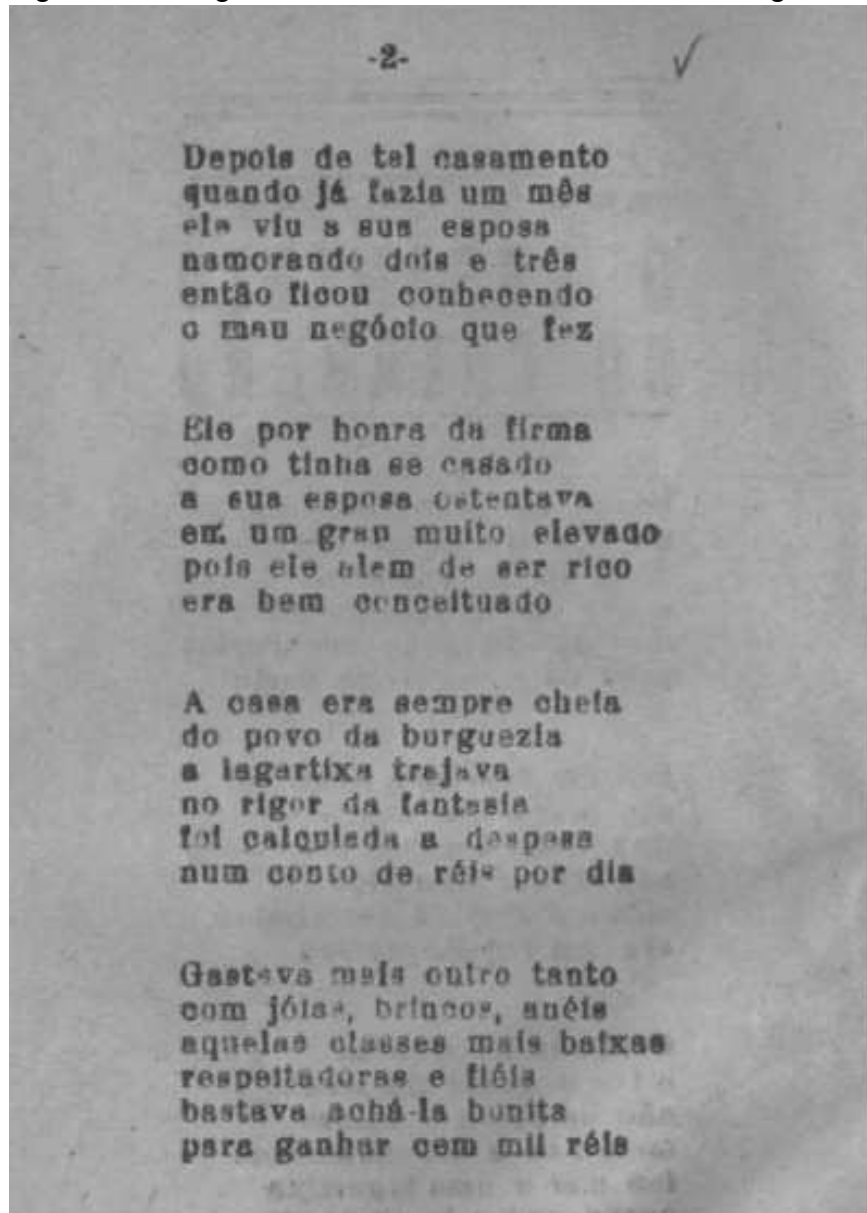 -2-
Depois de tal casamento
quando já fazia um mês
ele viu a sua esposa
namorando dois e três
então ficou conhecendo
o mau negócio que fez
Ele por honra da firma
como tinha se casado
a sua esposa ostentava
em um grau muito elevado
pois ele alem de ser rico
era bem conceituado
A casa era sempre cheia
do povo da burguezia
a lagartixa trajava
no rigor da fantasia
foi calculada a despesa
num conto de réis por dia
Gastava mais outro tanto
com jóias, brincos, anéis
aquelas classes mais baixas
respeitadoras e fiéis
bastava achá-la bonita
para ganhar cem mil réis